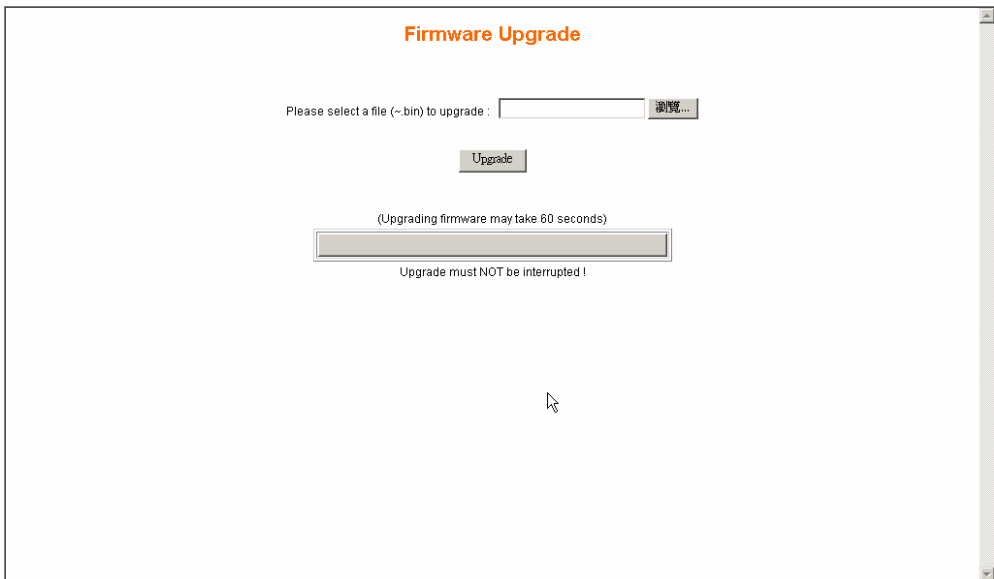 Firmware Upgrade
Please select a file (~.bin) to upgrade : 瀏覽...
Upgrade
(Upgrading firmware may take 60 seconds)
Upgrade must NOT be interrupted !